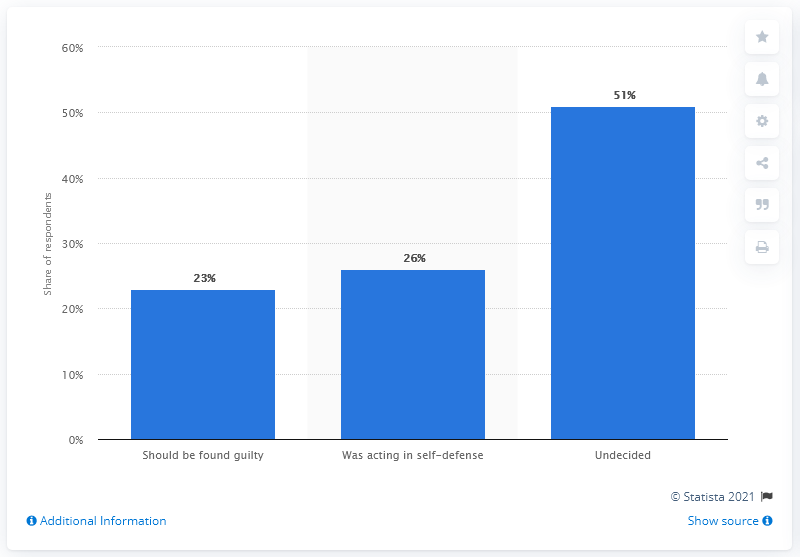 60%
50%
40%
30%
20%
10%
0%
Share of respondents
23%
26%
51%
Should be found guilty
Was acting in self-defense
Undecided
© Statista 2021
Additional Information
Show source